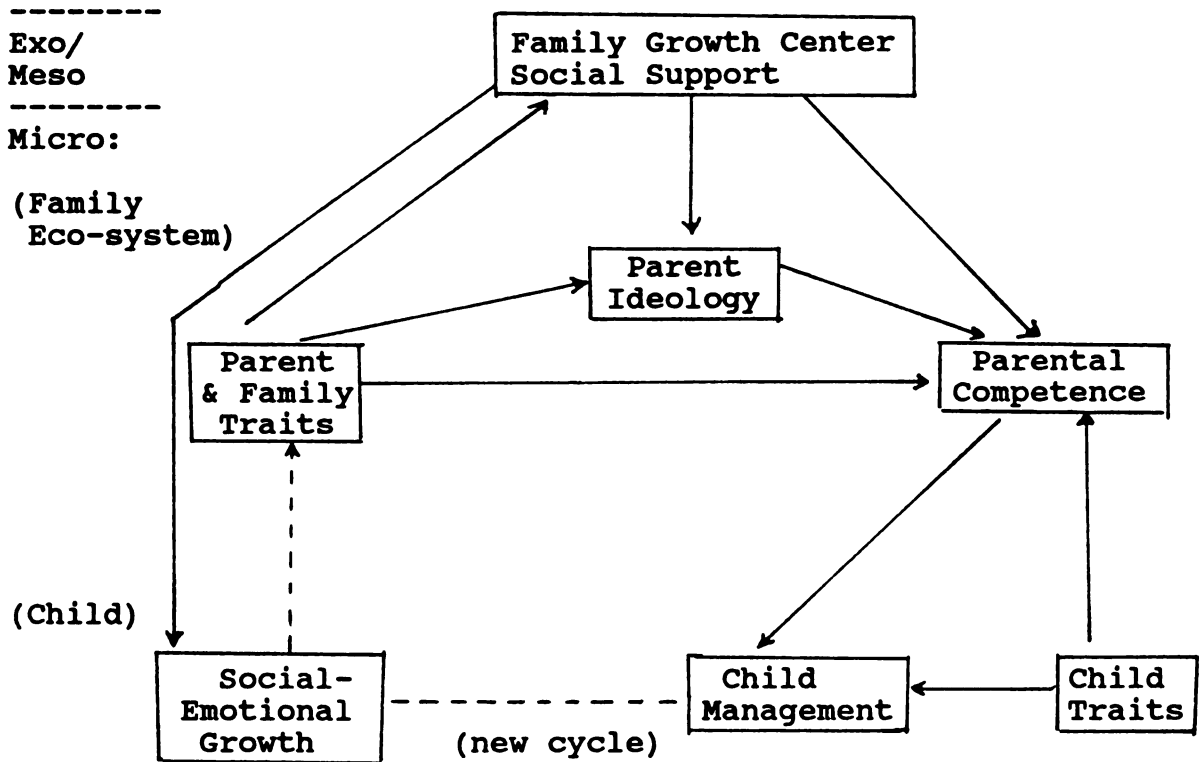 --------
Exo/
Meso
--------
Micro:
(Family
Eco-system)
Family Growth Center
Social Support
Parent
Ideology
Parent
& Family
Traits
Parental
Competence
(Child)
Social-
Emotional
Growth
(new cycle)
Child
Management
Child
Traits